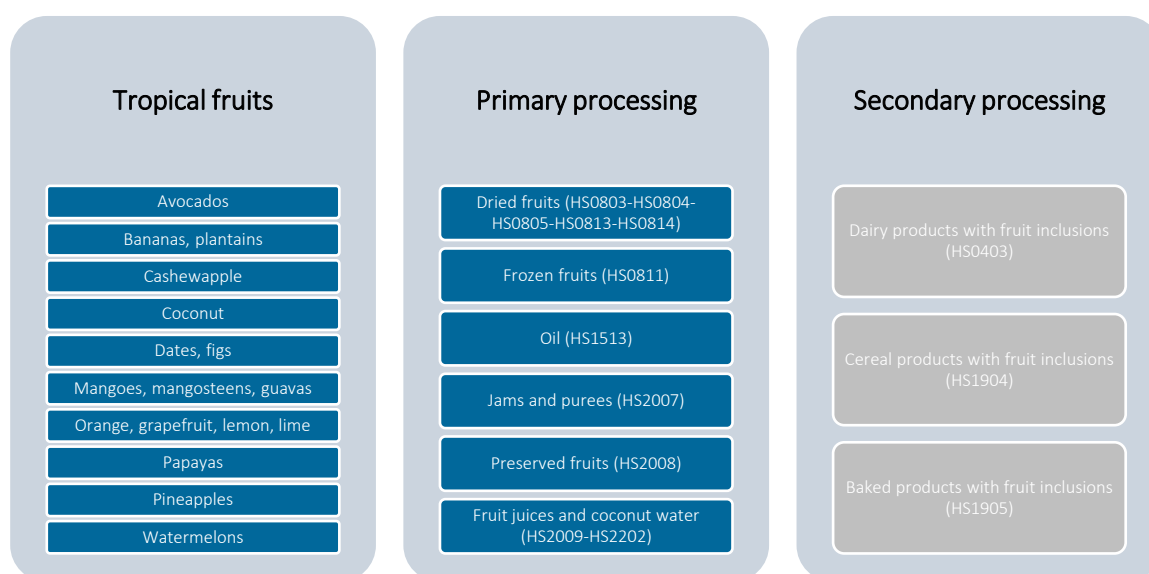 Tropical fruits
Avocados
Bananas, plantains
Cashewapple
Coconut
Dates, figs
Mangoes, mangosteens, guavas
Orange, grapefruit, lemon, lime
Papayas
Pineapples
Watermelons
Primary processing
Dried fruits (HS0803-HS0804-
HS0805-HS0813-HS0814)
Frozen fruits (HS0811)
Oil (HS1513)
Jams and purees (HS2007)
Preserved fruits (HS2008)
Fruit juices and coconut water
(HS2009-HS2202)
Secondary processing
Dairy products with fruit inclusions
(HS0403)
Cereal products with fruit inclusions
(HS1904)
Baked products with fruit inclusions
(HS1905)